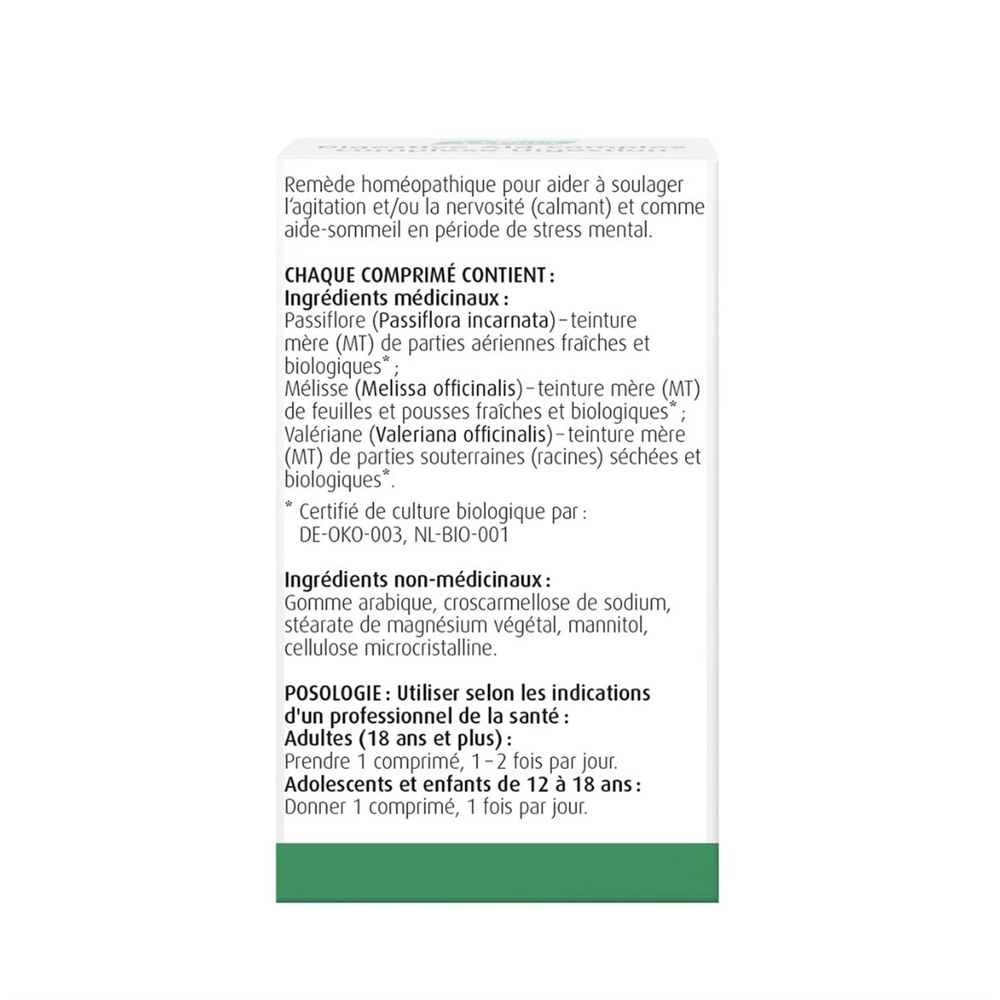 Digestive Aid Complex
Complexe Digestion
Remède homéopathique pour aider à soulager
l‘agitation et/ou la nervosité (calmant) et comme
aide-sommeil en période de stress mental.
CHAQUE COMPRIMÉ CONTIENT :
Ingrédients médicinaux :
Passiflore (Passiflora incarnata)–teinture
mère (MT) de parties aériennes fraîches et
biologiques* ;
Mélisse (Melissa officinalis)–teinture mère (MT)
de feuilles et pousses fraîches et biologiques* ;
Valériane (Valeriana officinalis)–teinture mère
(MT) de parties souterraines (racines) séchées et
biologiques*.
* Certifié de culture biologique par :
DE-OKO-003, NL-BIO-001
Ingrédients non-médicinaux :
Gomme arabique, croscarmellose de sodium,
stéarate de magnésium végétal, mannitol,
cellulose microcristalline.
POSOLOGIE : Utiliser selon les indications
d'un professionnel de la santé :
Adultes (18 ans et plus) :
Prendre 1 comprimé, 1–2 fois par jour.
Adolescents et enfants de 12 à 18 ans :
Donner 1 comprimé, 1 fois par jour.